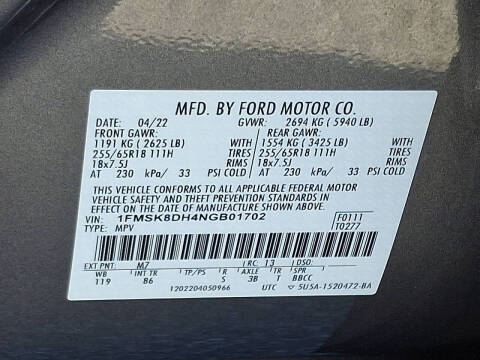 MFD. BY FORD MOTOR CO.
DATE: 04/22 GVWR: 2694 KG ( 5940 LB)
FRONT GAWR: REAR GAWR:
1191 KG ( 2625 LB) WITH 1554 KG ( 3425 LB) WITH
255/65R18 111H TIRES 255/65R18 111H TIRES
18x7.5J RIMS 18x7.5J RIMS
AT 230 kPa/ 33 PSI COLD AT 230 kPa/ 33 PSI COLD
THIS VEHICLE CONFORMS TO ALL APPLICABLE FEDERAL MOTOR
VEHICLE SAFETY AND THEFT PREVENTION STANDARDS IN EFFECT
ON THE DATE OF MANUFACTURE SHOWN ABOVE.
VIN: 1FMSK8DH4NGB01702 F0111
TYPE: MPV T0277
EXT PNT: M7 RC: 13
WB INT TR TP/PS R AXLE TR SPR
119 B6 S 3B T BBCC
1202204050966 UTC 5U5A-1520472-BA